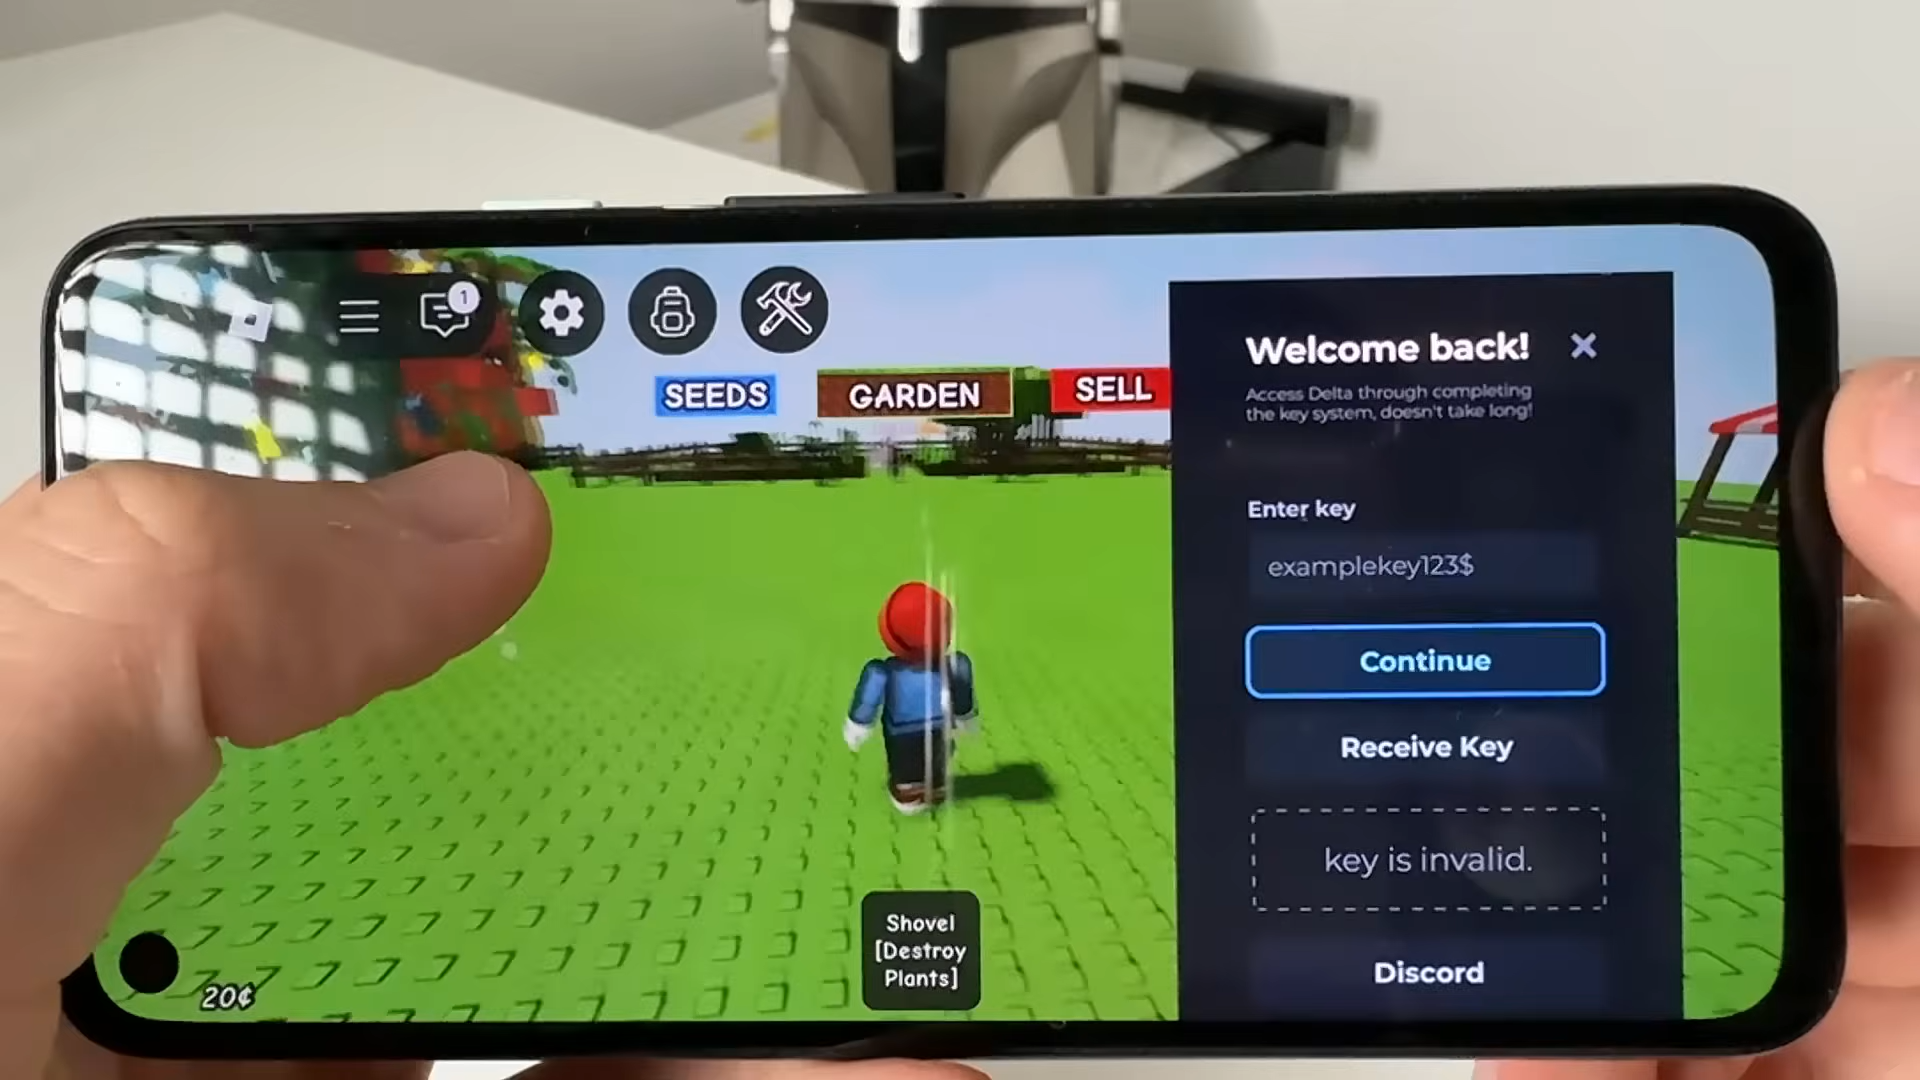 1
SEEDS
GARDEN
SELL
Welcome back!
Access Delta through completing
the key system, doesn't take long!
Enter key
examplekey123$
Continue
Receive Key
key is invalid.
Discord
Shovel
[Destroy
Plants]
20¢